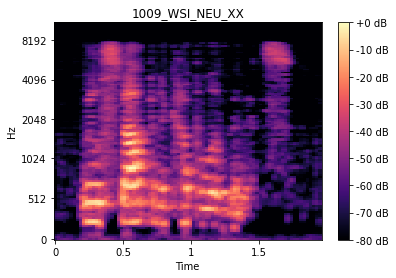 1009_WSI_NEU_XX
8192
4096
2048
1024
512
0
Hz
0
0.5
1
1.5
Time
+0 dB
-10 dB
-20 dB
-30 dB
-40 dB
-50 dB
-60 dB
-70 dB
-80 dB